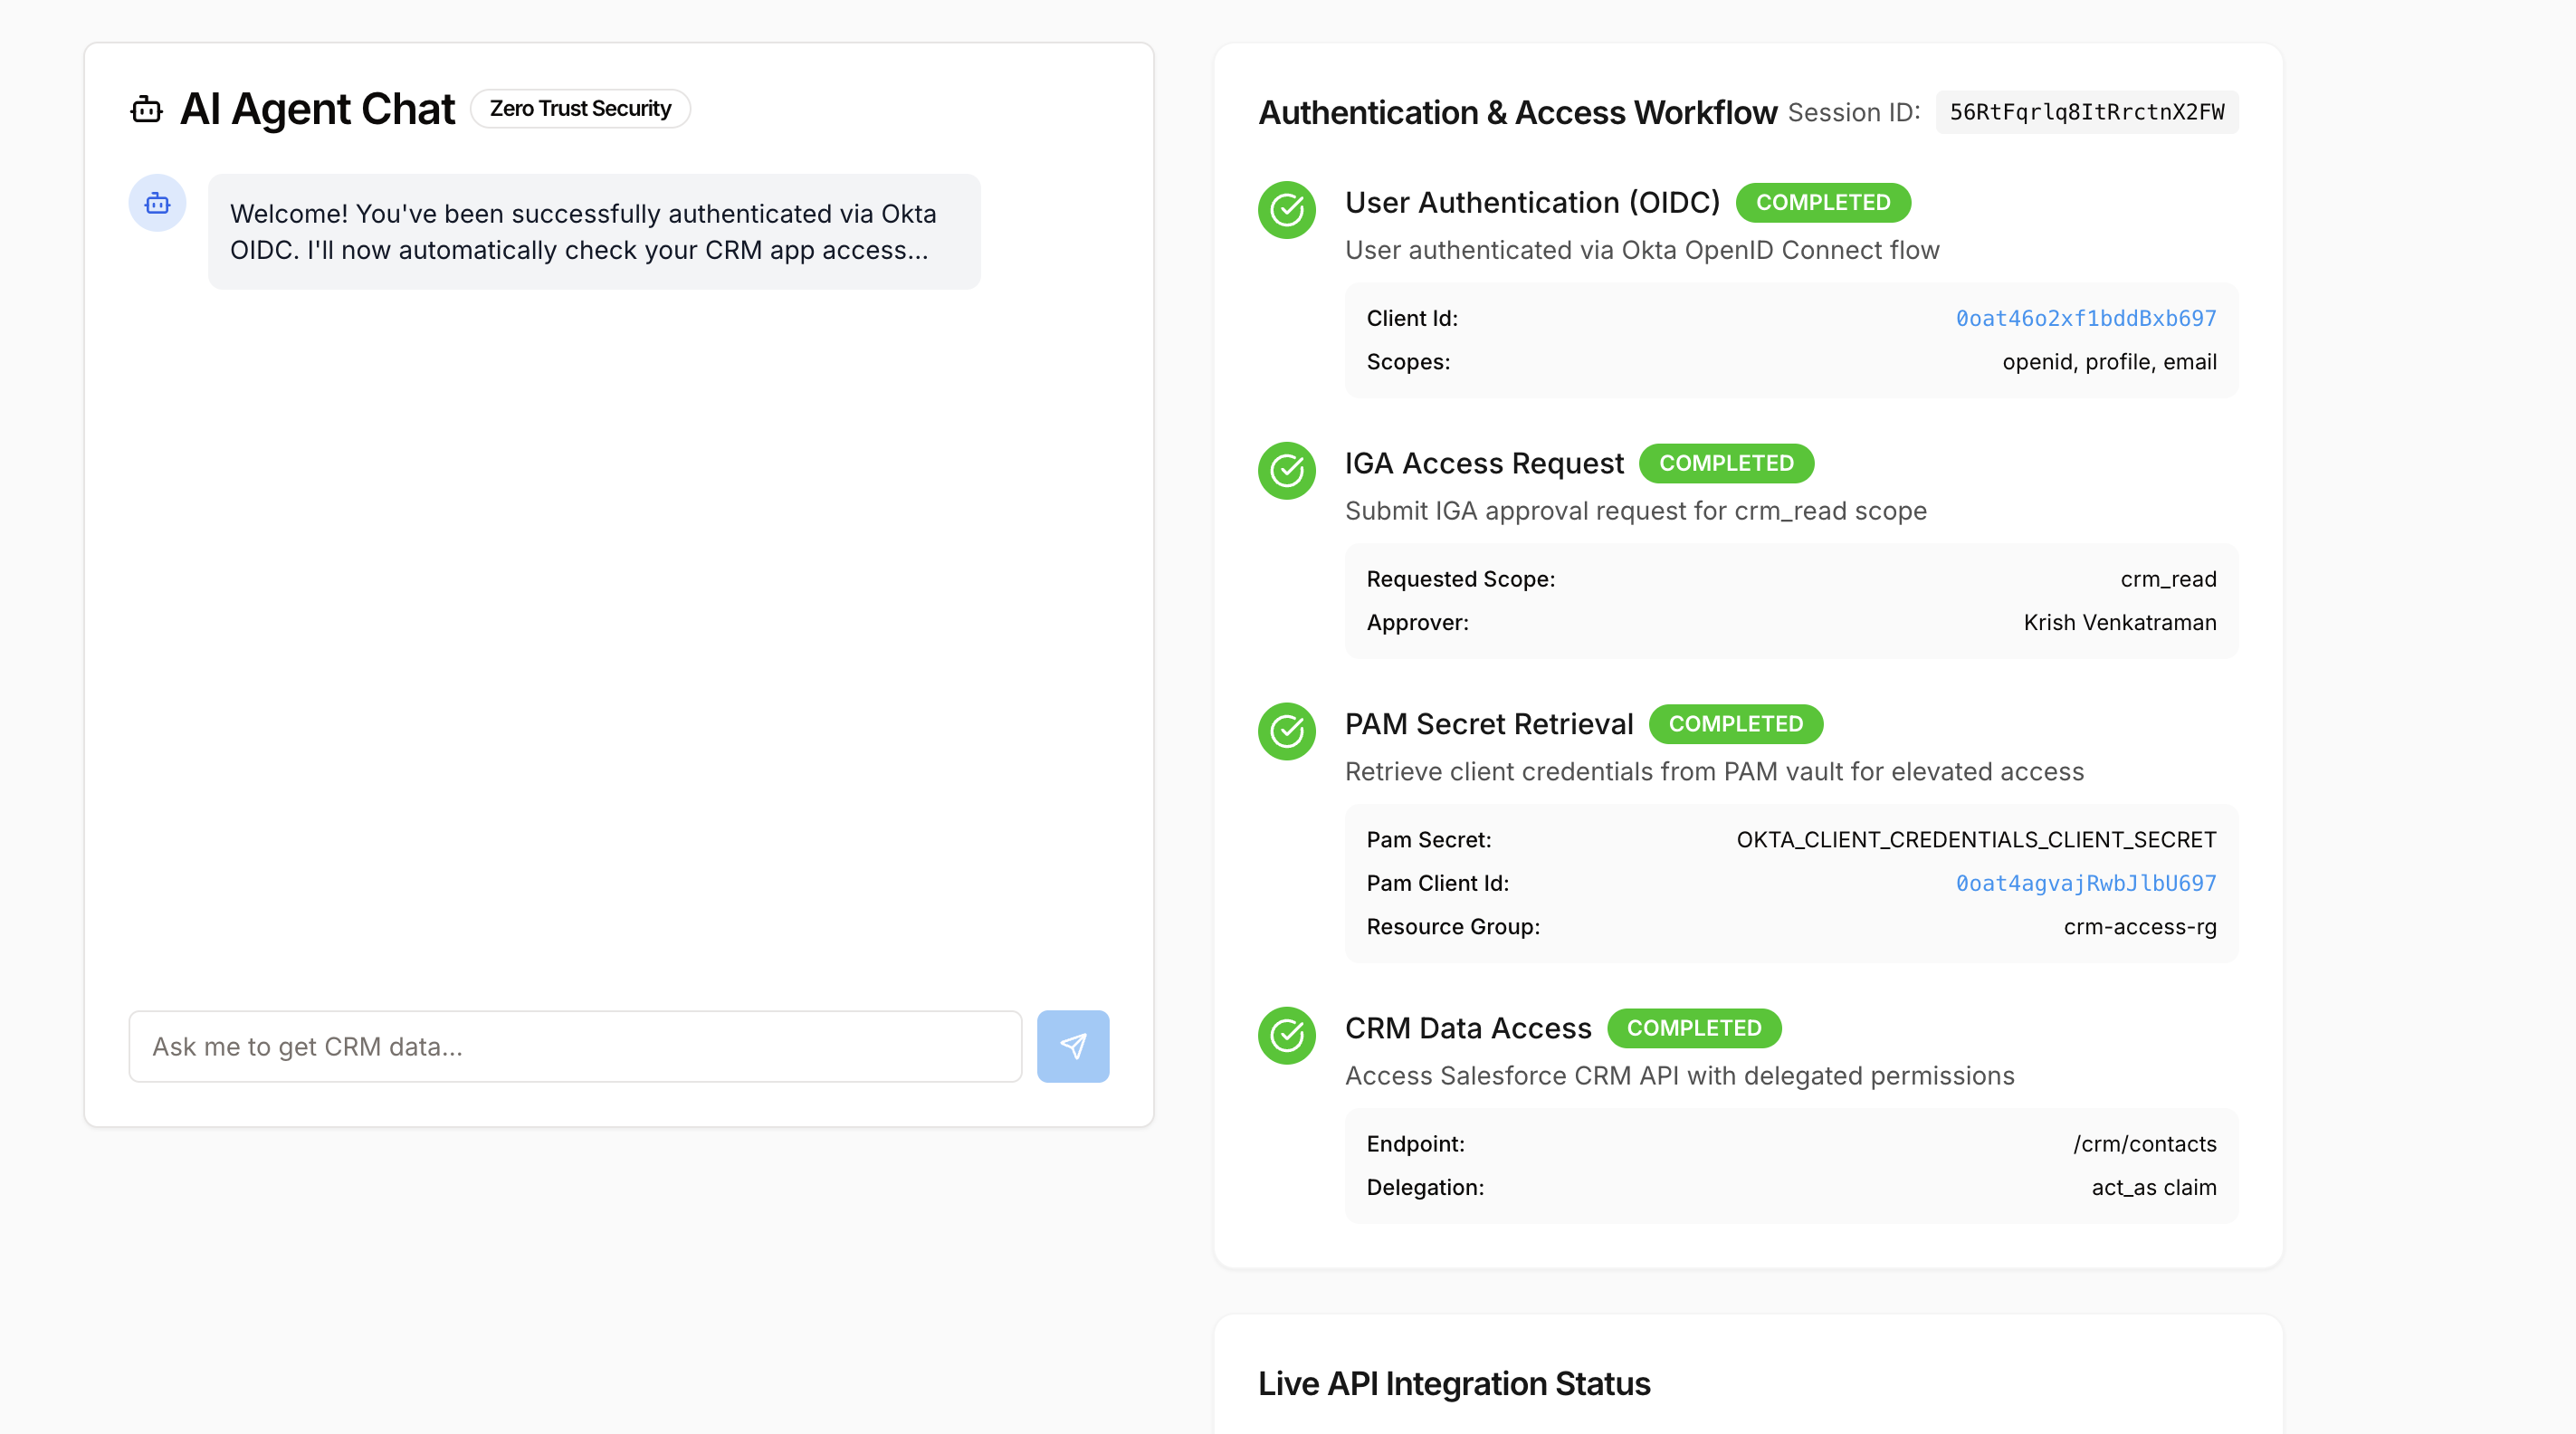 AI Agent Chat
Zero Trust Security
Welcome! You've been successfully authenticated via Okta
OIDC. I'll now automatically check your CRM app access...
Ask me to get CRM data...
Authentication & Access Workflow
Session ID: 56RtFqrlq8ItRrctnX2FW
User Authentication (OIDC) COMPLETED
User authenticated via Okta OpenID Connect flow
Client Id: 0oat46o2xf1bddBxb697
Scopes: openid, profile, email
IGA Access Request COMPLETED
Submit IGA approval request for crm_read scope
Requested Scope: crm_read
Approver: Krish Venkatraman
PAM Secret Retrieval COMPLETED
Retrieve client credentials from PAM vault for elevated access
Pam Secret: OKTA_CLIENT_CREDENTIALS_CLIENT_SECRET
Pam Client Id: 0oat4agvajRwbJlbU697
Resource Group: crm-access-rg
CRM Data Access COMPLETED
Access Salesforce CRM API with delegated permissions
Endpoint: /crm/contacts
Delegation: act_as claim
Live API Integration Status